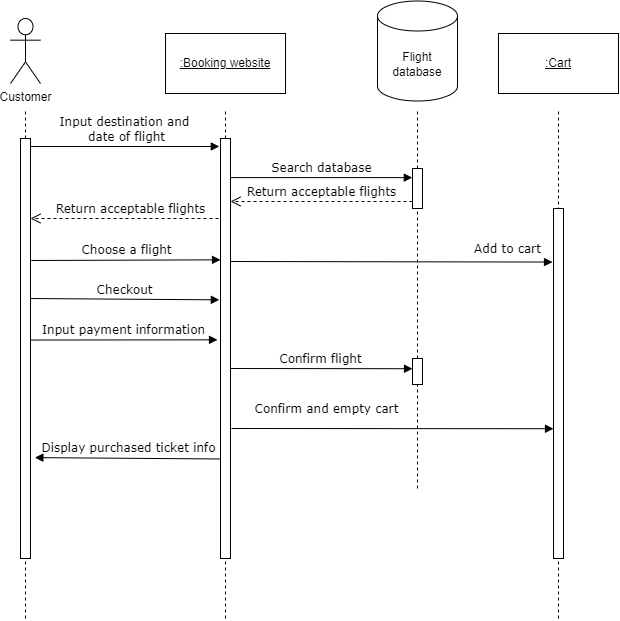 Customer
:Booking website
Flight
database
:Cart
Input destination and
date of flight
Search database
Return acceptable flights
Return acceptable flights
Choose a flight
Add to cart
Checkout
Input payment information
Confirm flight
Confirm and empty cart
Display purchased ticket info